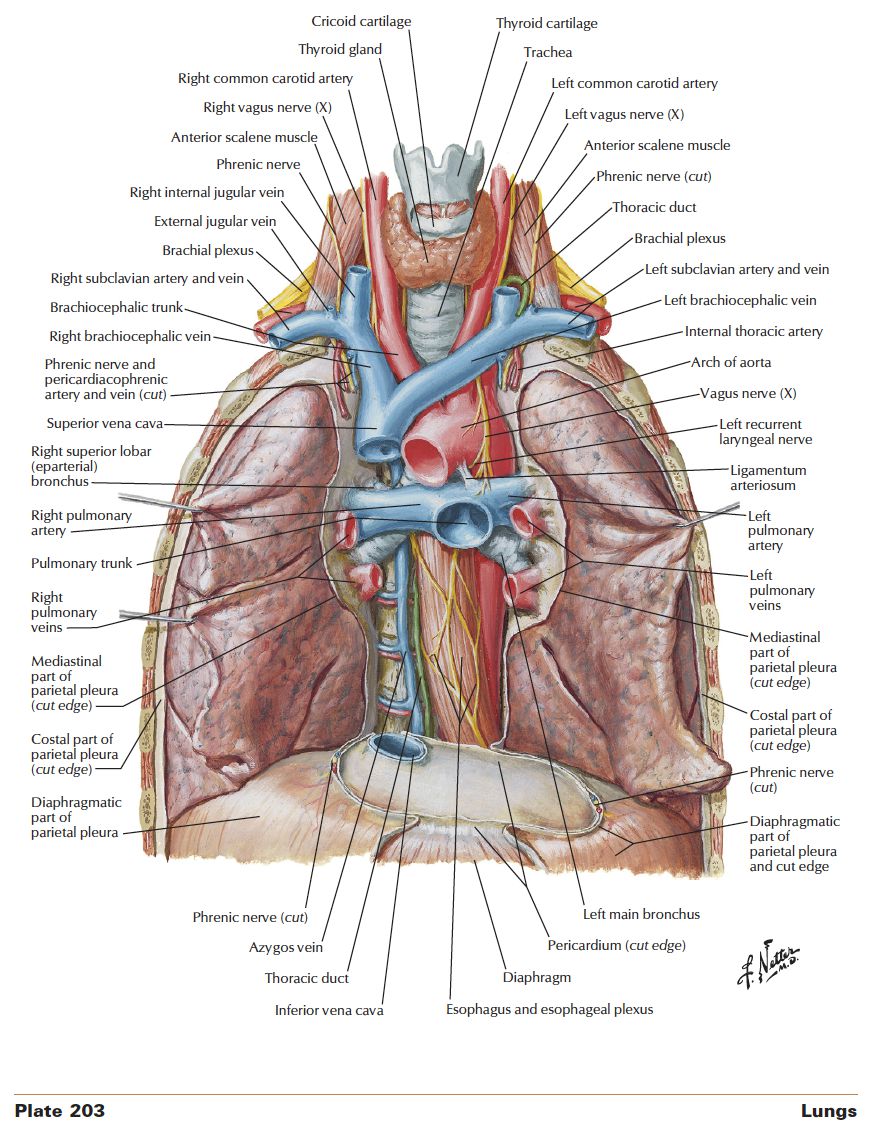 Cricoid cartilage
Thyroid gland
Right common carotid artery
Right vagus nerve (X)
Anterior scalene muscle
Phrenic nerve
Right internal jugular vein
External jugular vein
Brachial plexus
Right subclavian artery and vein
Brachiocephalic trunk
Right brachiocephalic vein
Phrenic nerve and
pericardiacophrenic
artery and vein (cut)
Superior vena cava
Right superior lobar
(eparterial)
bronchus
Right pulmonary
artery
Pulmonary trunk
Right
pulmonary
veins
Mediastinal
part of
parietal pleura
(cut edge)
Costal part of
parietal pleura
(cut edge)
Diaphragmatic
part of
parietal pleura
Thyroid cartilage
Trachea
Left common carotid artery
Left vagus nerve (X)
Anterior scalene muscle
Phrenic nerve (cut)
Thoracic duct
Brachial plexus
Left subclavian artery and vein
Left brachiocephalic vein
Internal thoracic artery
Arch of aorta
Vagus nerve (X)
Left recurrent
laryngeal nerve
Ligamentum
arteriosum
Left
pulmonary
artery
Left
pulmonary
veins
Mediastinal
part of
parietal pleura
(cut edge)
Costal part of
parietal pleura
(cut edge)
Phrenic nerve
(cut)
Diaphragmatic
part of
parietal pleura
and cut edge
Phrenic nerve (cut)
Azygos vein
Thoracic duct
Inferior vena cava
Left main bronchus
Pericardium (cut edge)
Diaphragm
Esophagus and esophageal plexus
F. Netter
M.D.
Plate 203
Lungs